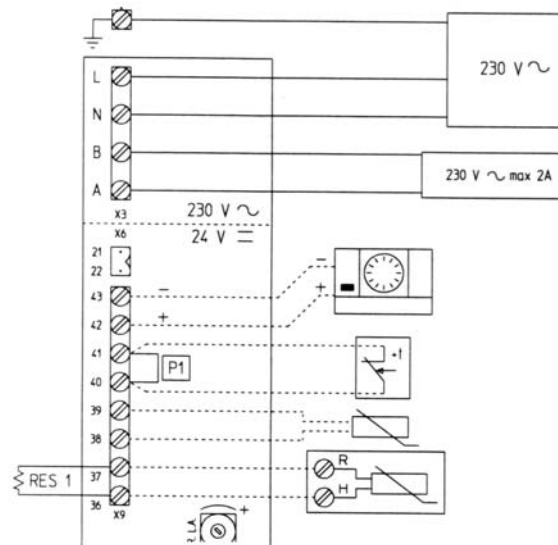 L
N
B
A
230 V ~
230 V ~ max 2A
X3
230 V ~
X6
24 V
21
22
43
−
−
42
+
+
41
P1
+t
40
39
38
RES 1
37
R
36
H
X9
+